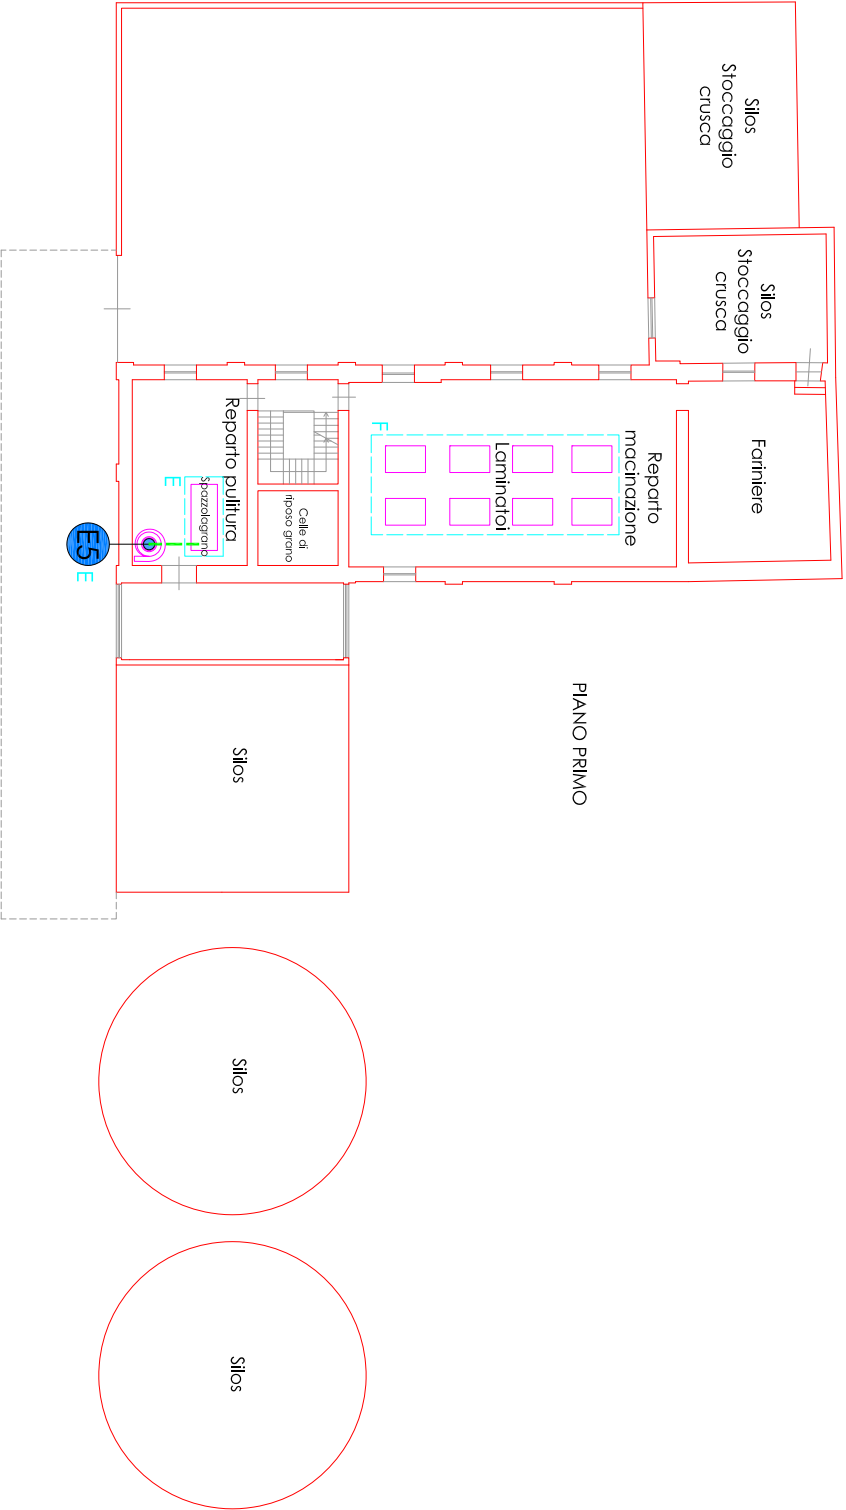 Silos
Stoccaggio
crusca
Silos
Stoccaggio
crusca
Fariniere
Reparto
macinazione
Laminatoi
F
Reparto pulitura
Spazzolagrano
E
Celle di
riposo grano
E5
E
PIANO PRIMO
Silos
Silos
Silos